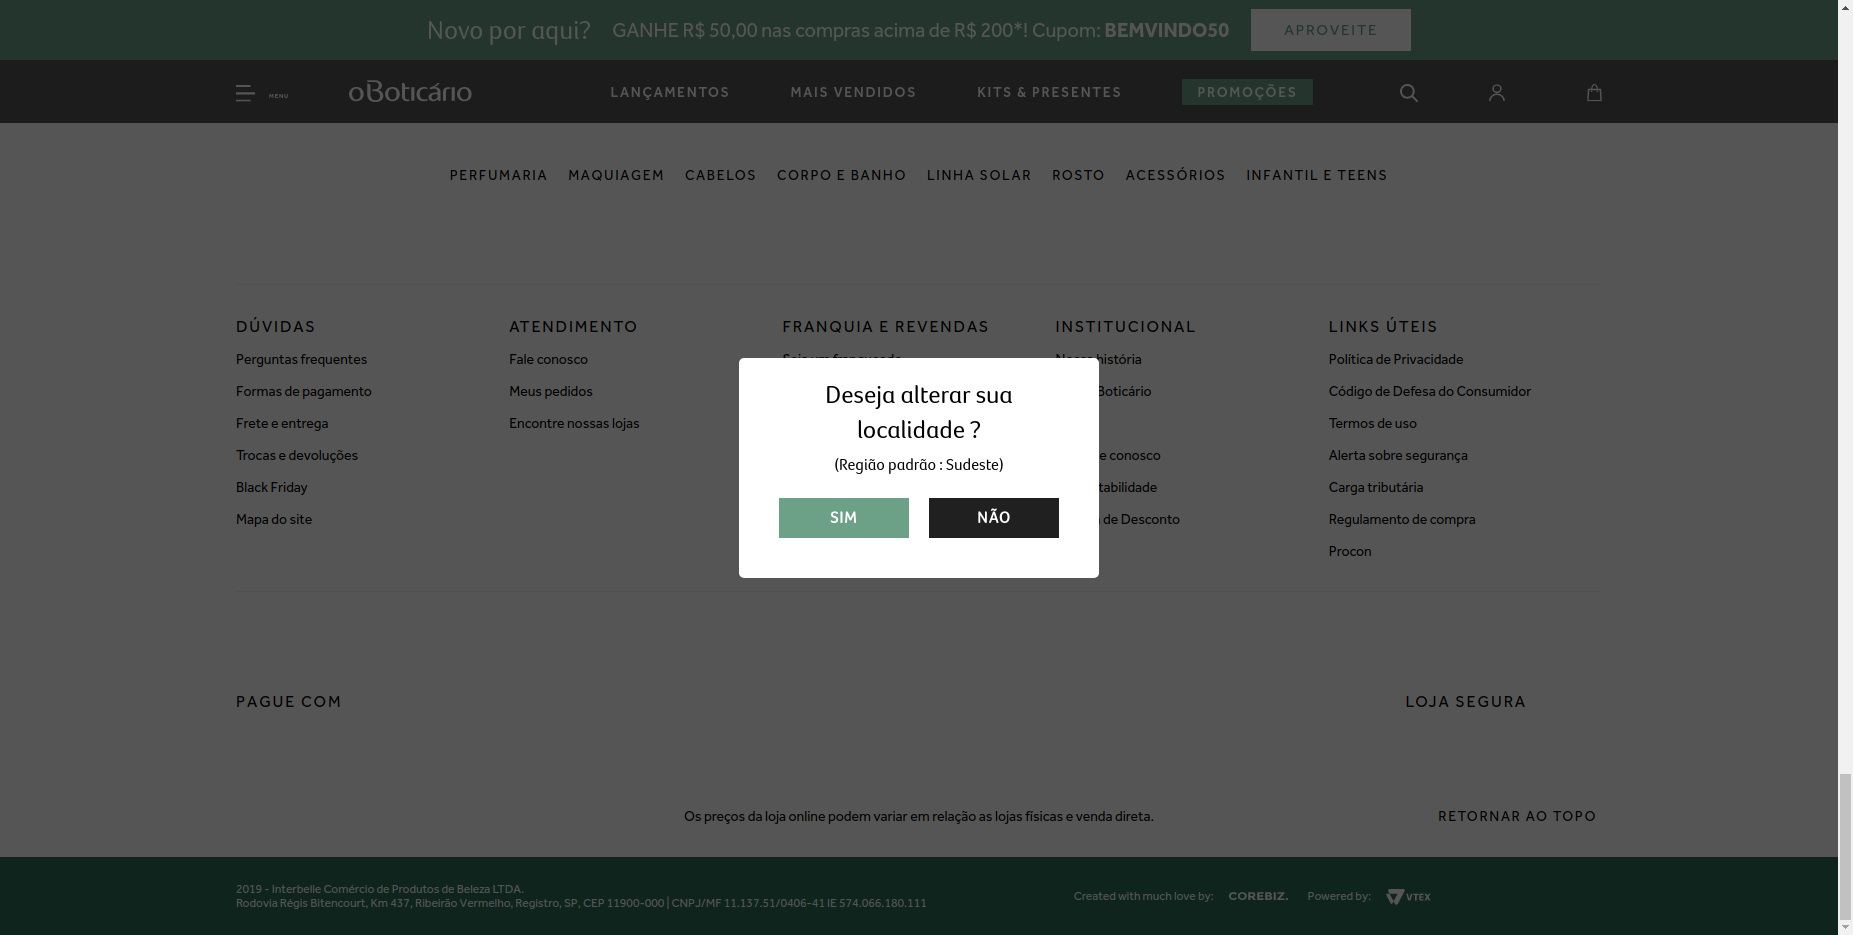 Novo por aqui? GANHE R$ 50,00 nas compras acima de R$ 200*! Cupom: BEMVINDO50 APROVEITE
MENU oBoticário LANÇAMENTOS MAIS VENDIDOS KITS & PRESENTES PROMOÇÕES
PERFUMARIA MAQUIAGEM CABELOS CORPO E BANHO LINHA SOLAR ROSTO ACESSÓRIOS INFANTIL E TEENS
DÚVIDAS
Perguntas frequentes
Formas de pagamento
Frete e entrega
Trocas e devoluções
Black Friday
Mapa do site
ATENDIMENTO
Fale conosco
Meus pedidos
Encontre nossas lojas
FRANQUIA E REVENDAS
INSTITUCIONAL
história
Boticário
conosco
de Desconto
LINKS ÚTEIS
Política de Privacidade
Código de Defesa do Consumidor
Termos de uso
Alerta sobre segurança
Carga tributária
Regulamento de compra
Procon
Deseja alterar sua
localidade ?
(Região padrão : Sudeste)
SIM NÃO
PAGUE COM LOJA SEGURA
Os preços da loja online podem variar em relação as lojas físicas e venda direta. RETORNAR AO TOPO
2019 - Interbelle Comércio de Produtos de Beleza LTDA.
Rodovia Régis Bitencourt, Km 437, Ribeirão Vermelho, Registro, SP, CEP 11900-000 | CNPJ/MF 11.137.51/0406-41 IE 574.066.180.111
Created with much love by: COREBIZ. Powered by: VTEX